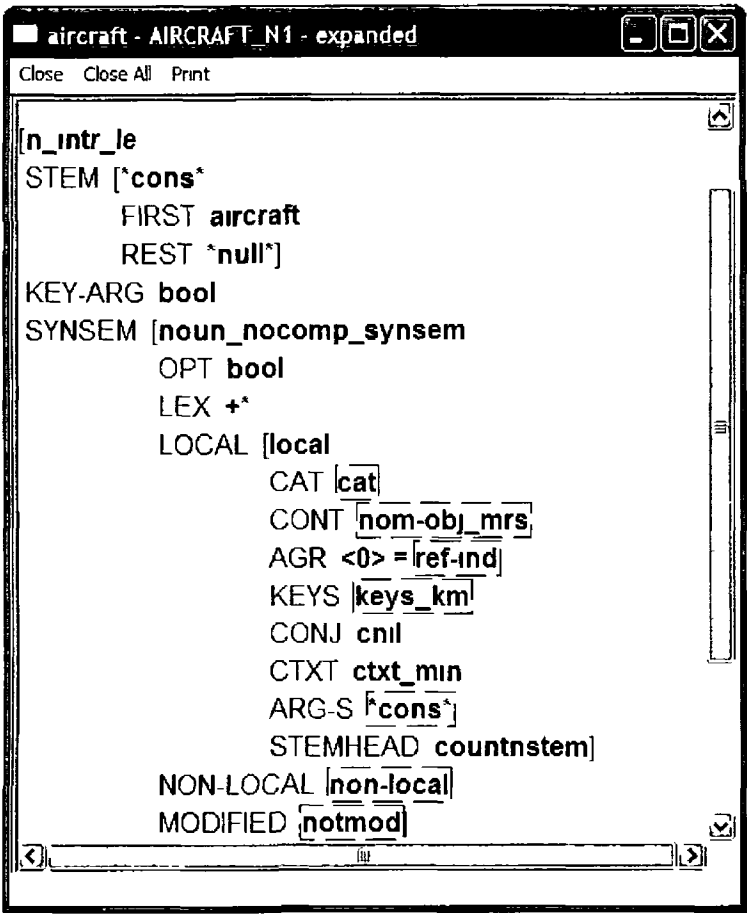 aircraft - AIRCRAFT_N1 - expanded
Close Close All Print
[n_intr_le
STEM [*cons*
FIRST aircraft
REST *null*]
KEY-ARG bool
SYNSEM [noun_nocomp_synsem
OPT bool
LEX +*
LOCAL [local
CAT cat
CONT nom-obj_mrs
AGR <0> = ref-ind
KEYS keys_km
CONJ cnil
CTXT ctxt_min
ARG-S *cons*
STEMHEAD countnstem]
NON-LOCAL non-local
MODIFIED notmod